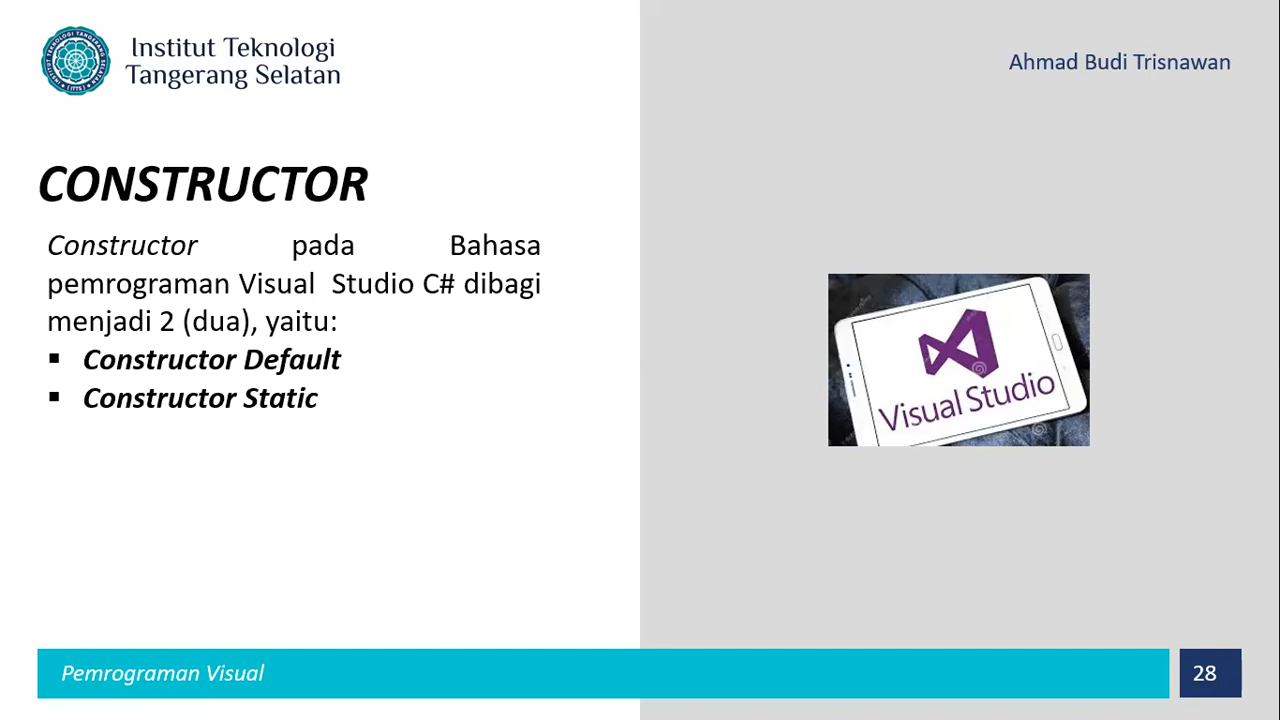 Institut Teknologi
Tangerang Selatan
Ahmad Budi Trisnawan
CONSTRUCTOR
Constructor pada Bahasa
pemrograman Visual Studio C# dibagi
menjadi 2 (dua), yaitu:
▪ Constructor Default
▪ Constructor Static
Visual Studio
Pemrograman Visual
28